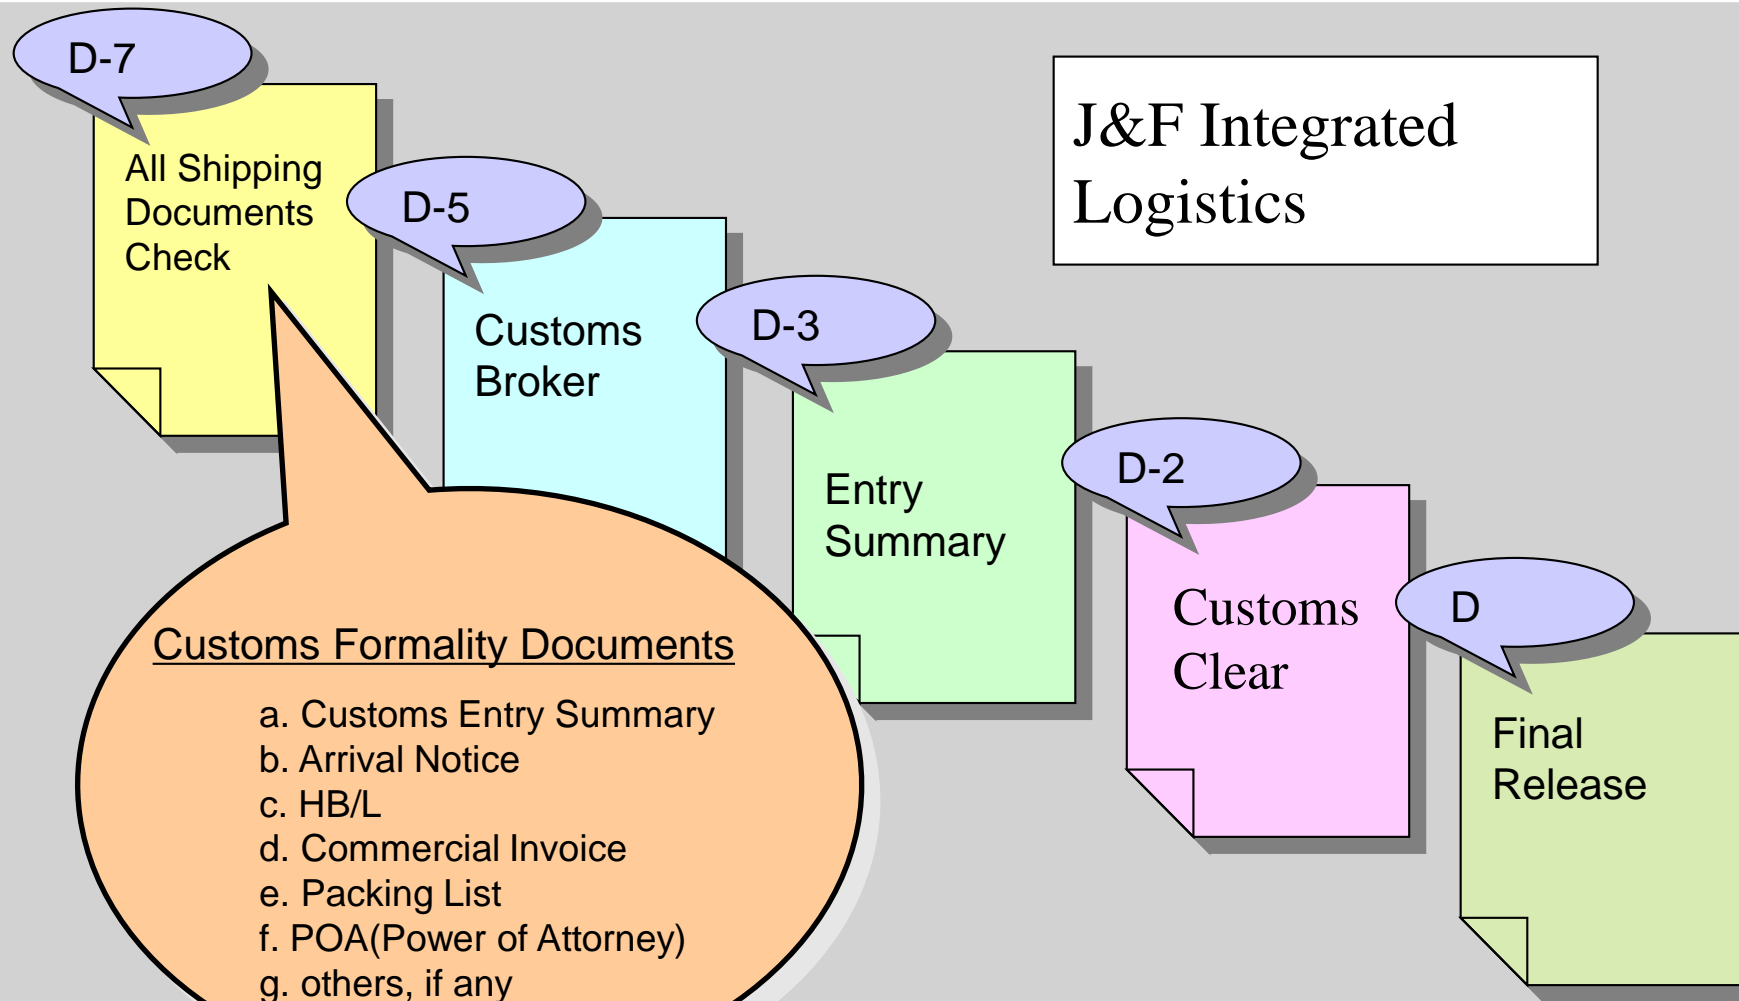 D-7
J&F Integrated
Logistics
All Shipping
Documents
Check
D-5
Customs
Broker
D-3
Entry
Summary
D-2
Customs
Clear
D
Final
Release
Customs Formality Documents
a. Customs Entry Summary
b. Arrival Notice
c. HB/L
d. Commercial Invoice
e. Packing List
f. POA(Power of Attorney)
g. others, if any